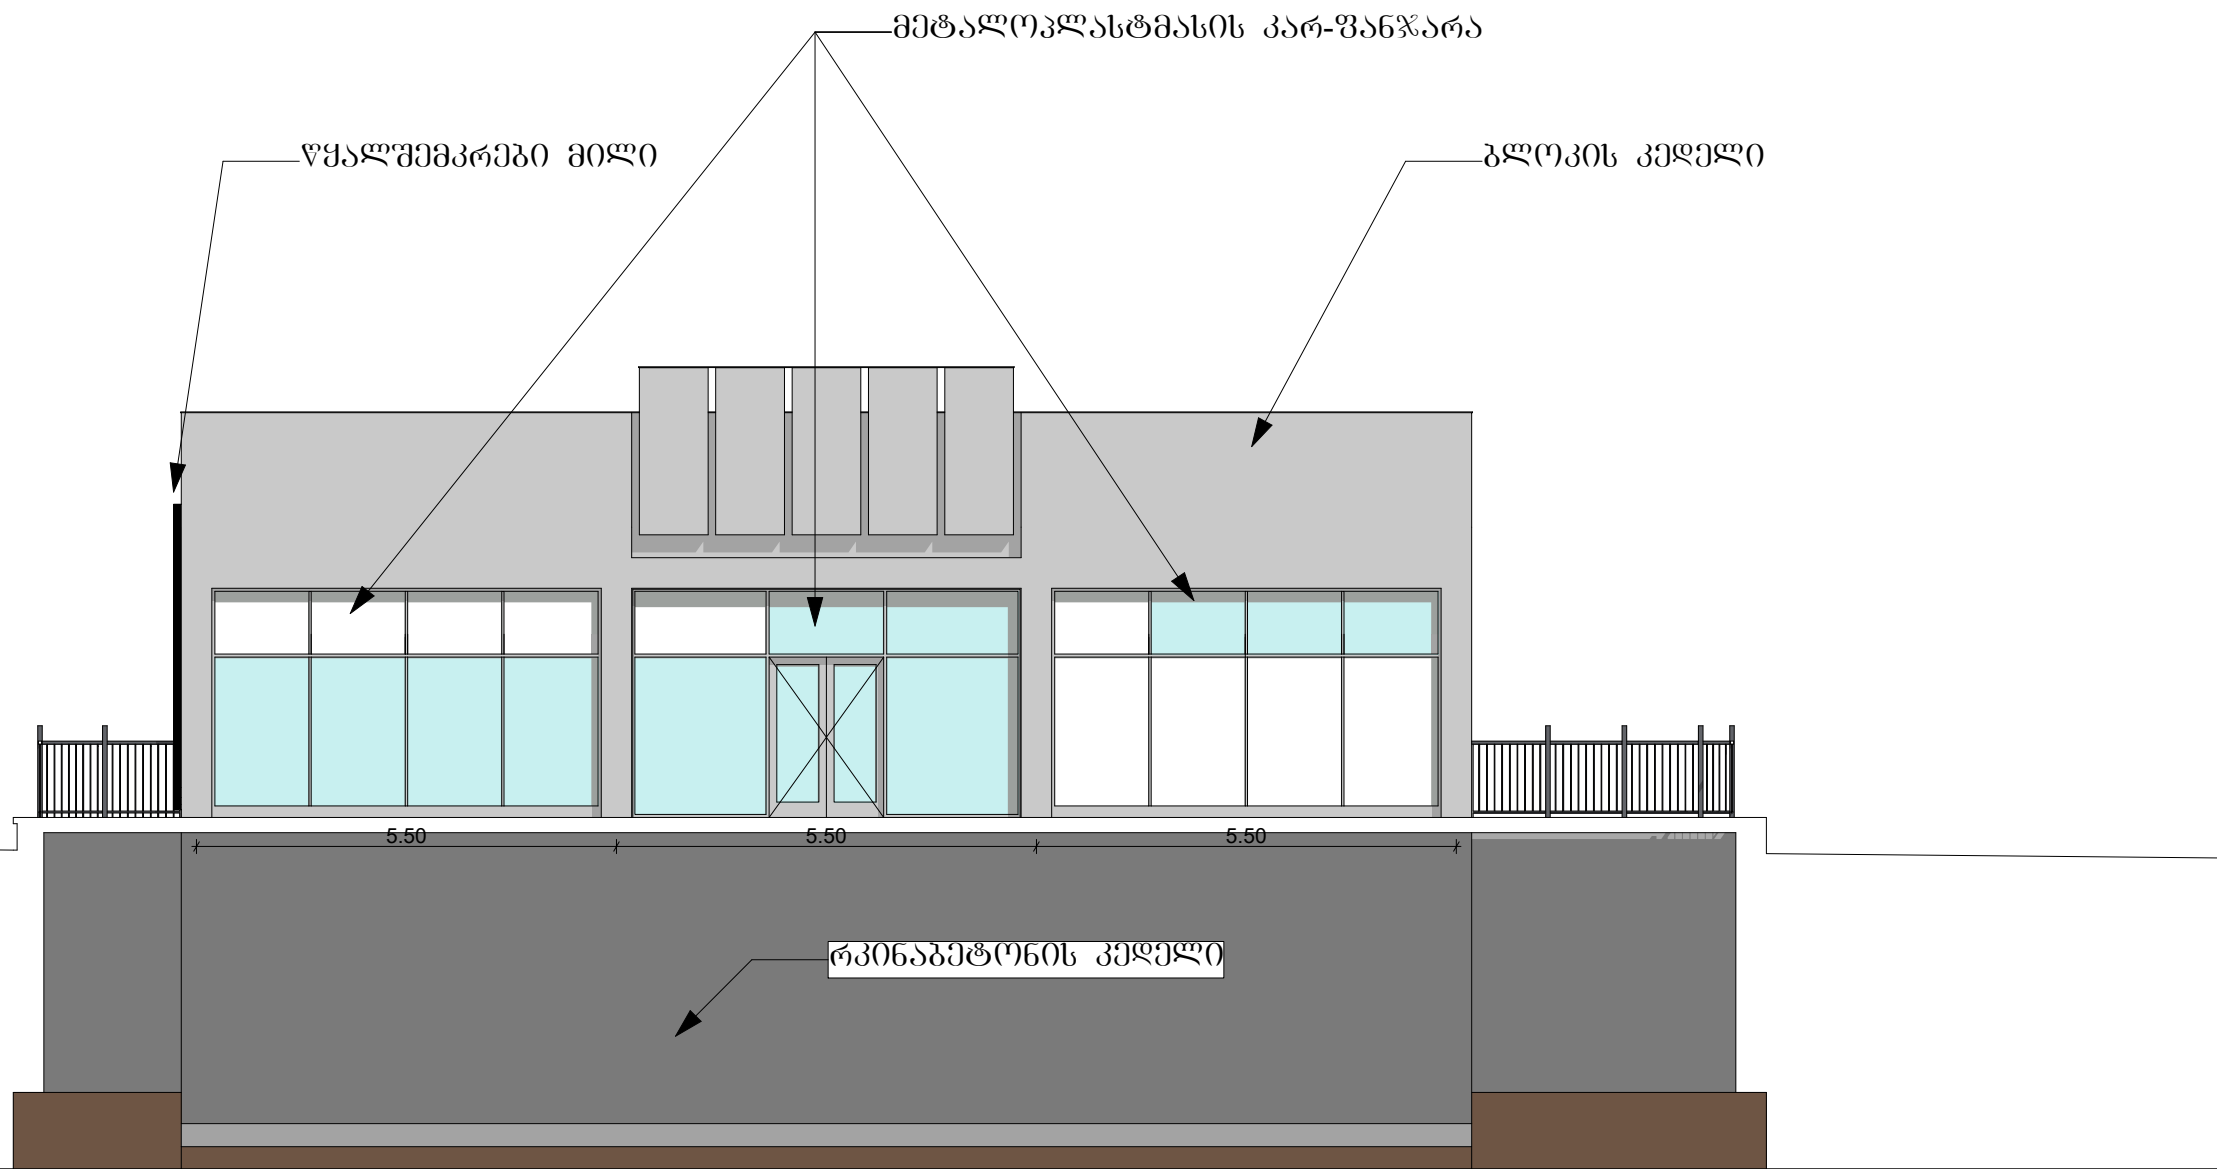 მეტალოპლასტმასის კარ-ფანჯარა
წყალშემკრები მილი
ბლოკის კედელი
5.50
5.50
5.50
რკინაბეტონის კედელი